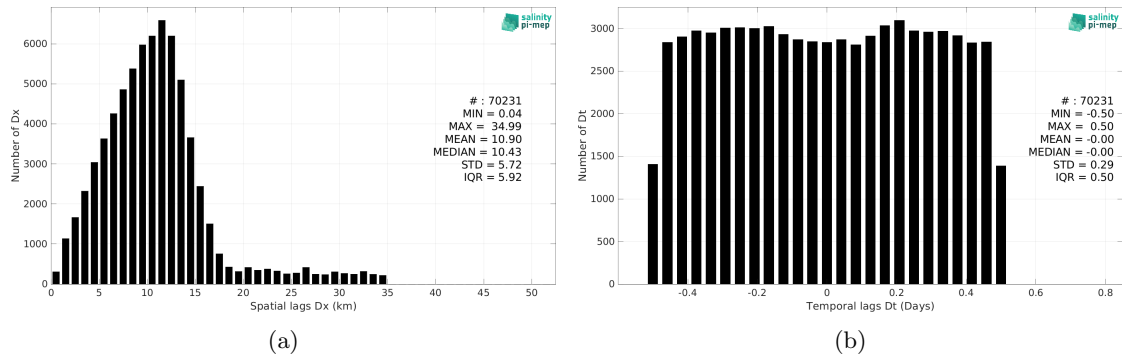 salinity
pi-mep
Number of Dx
6000
5000
4000
3000
2000
1000
0
# : 70231
MIN = 0.04
MAX = 34.99
MEAN = 10.90
MEDIAN = 10.43
STD = 5.72
IQR = 5.92
0 5 10 15 20 25 30 35 40 45 50
Spatial lags Dx (km)
(a)
salinity
pi-mep
Number of Dt
3000
2500
2000
1500
1000
500
0
# : 70231
MIN = -0.50
MAX = 0.50
MEAN = -0.00
MEDIAN = -0.00
STD = 0.29
IQR = 0.50
-0.4 -0.2 0 0.2 0.4 0.6 0.8
Temporal lags Dt (Days)
(b)